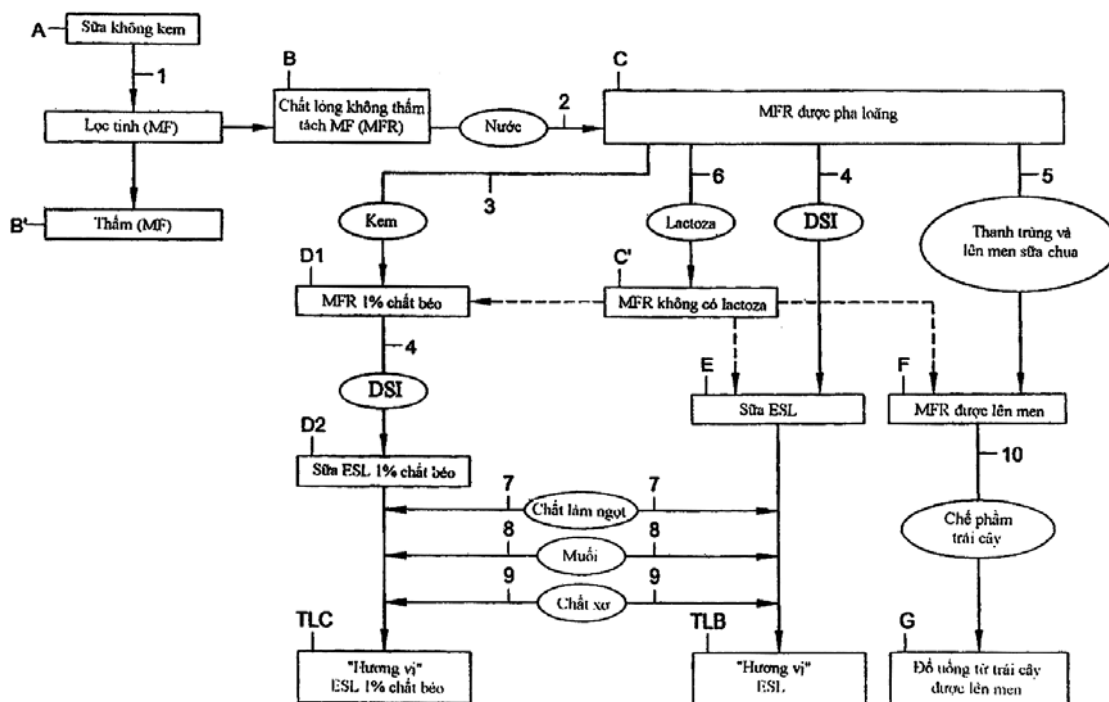 A
Sữa không kem
1
B
C
Chất lỏng không thấm
tách MF (MFR)
Lọc tinh (MF)
Nước
2
MFR được pha loãng
B'
Thấm (MF)
3
6
4
5
Kem
Lactoza
DSI
Thanh trùng và
lên men sữa chua
D1
C'
MFR 1% chất béo
MFR không có lactoza
4
DSI
E
F
Sữa ESL
MFR được lên men
D2
10
Sữa ESL 1% chất béo
7
Chất làm ngọt
7
Chế phẩm
trái cây
8
Muối
8
9
Chất xơ
9
TLC
TLB
G
"Hương vị"
ESL 1% chất béo
"Hương vị"
ESL
Đồ uống từ trái cây
được lên men